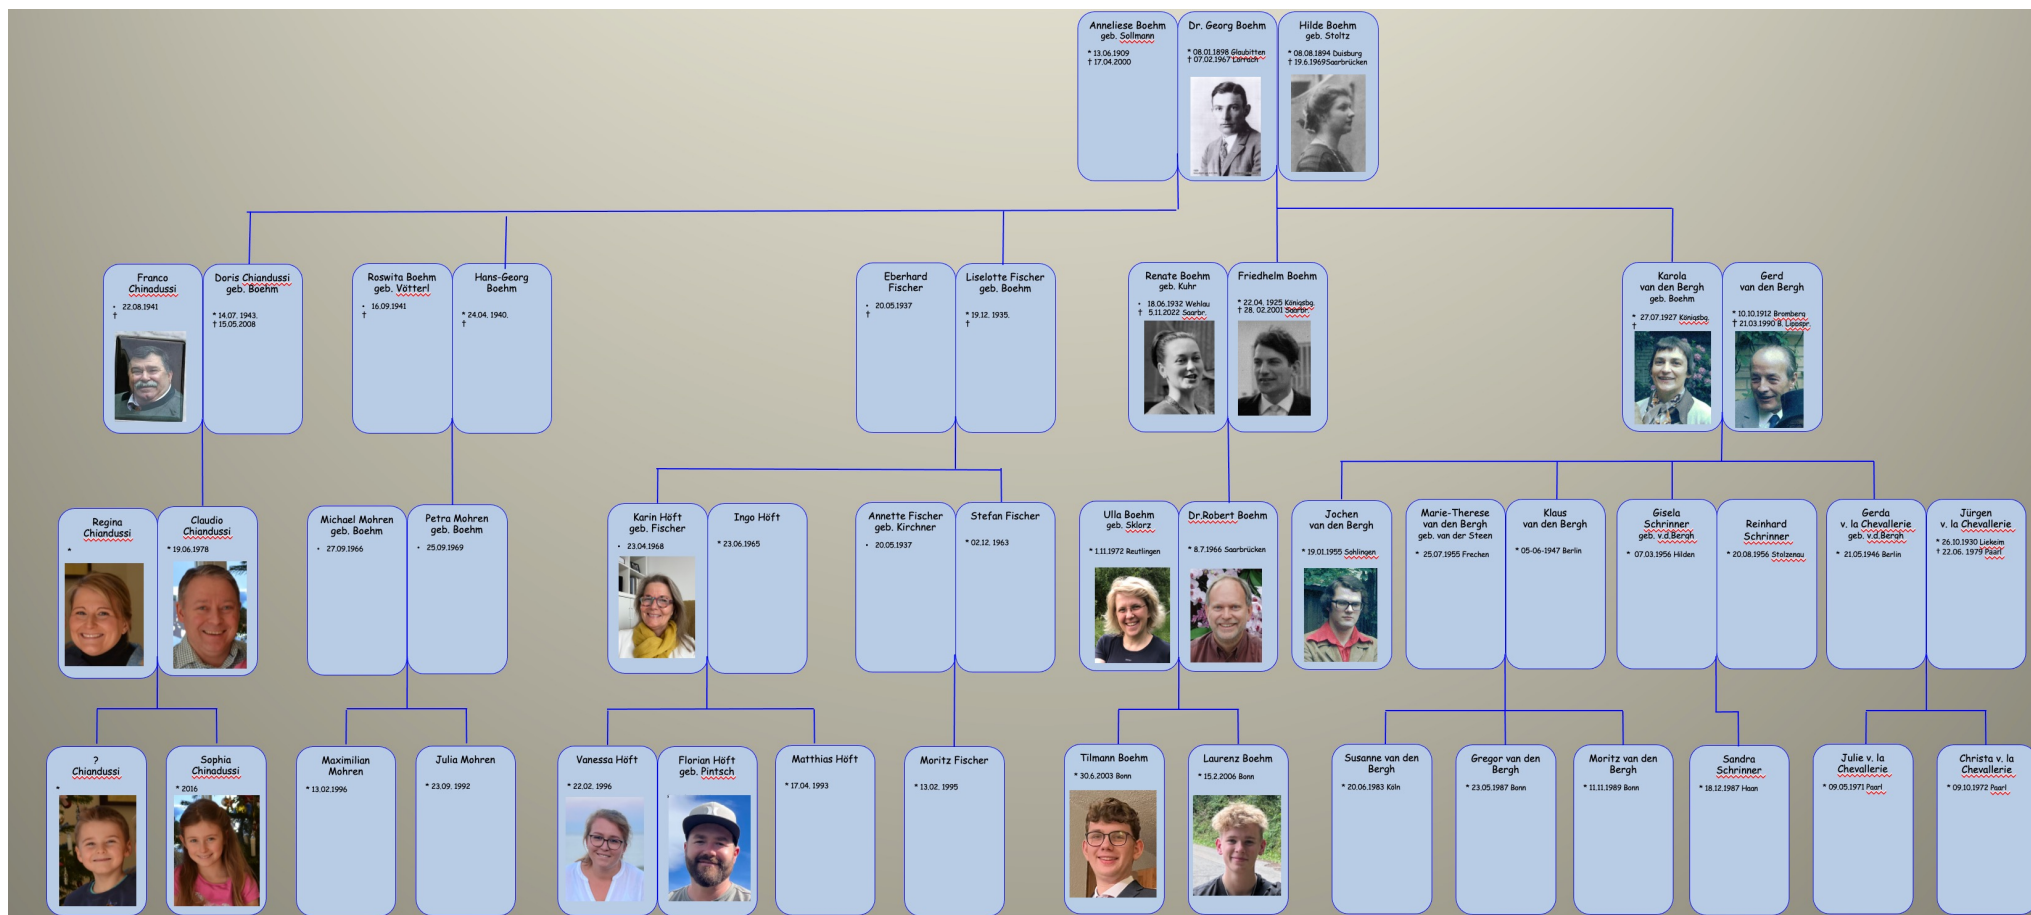 Anneliese Boehm
geb. Sollmann
* 13.06.1909
† 17.04.2000
Dr. Georg Boehm
* 08.01.1898 Glaubitten
† 07.02.1967 Lörrach
Hilde Boehm
geb. Stoltz
* 08.08.1894 Duisburg
† 19.6.1969Saarbrücken
Franco
Chinadussi
• 22.08.1941
†
Doris Chiandussi
geb. Boehm
* 14.07. 1943.
† 15.05.2008
Roswita Boehm
geb. Vötterl
• 16.09.1941
†
Hans-Georg
Boehm
* 24.04. 1940.
†
Eberhard
Fischer
• 20.05.1937
†
Liselotte Fischer
geb. Boehm
* 19.12. 1935.
†
Renate Boehm
geb. Kuhr
• 18.06.1932 Wehlau
† 5.11.2022 Saarbr.
Friedhelm Boehm
* 22.04. 1925 Königsbg.
† 28. 02.2001 Saarbr.
Karola
van den Bergh
geb. Boehm
* 27.07.1927 Königsbg.
†
Gerd
van den Bergh
* 10.10.1912 Bromberg
† 21.03.1990 B. Lippspr.
Regina
Chiandussi
*
Claudio
Chiandussi
* 19.06.1978
Michael Mohren
geb. Boehm
• 27.09.1966
Petra Mohren
geb. Boehm
• 25.09.1969
Karin Höft
geb. Fischer
• 23.04.1968
Ingo Höft
* 23.06.1965
Annette Fischer
geb. Kirchner
• 20.05.1937
Stefan Fischer
* 02.12. 1963
Ulla Boehm
geb. Sklorz
* 1.11.1972 Reutlingen
Dr.Robert Boehm
* 8.7.1966 Saarbrücken
Jochen
van den Bergh
* 19.01.1955 Sohlingen
Marie-Therese
van den Bergh
geb. van der Steen
* 25.07.1955 Frechen
Klaus
van den Bergh
* 05-06-1947 Berlin
Gisela
Schrinner
geb. v.d.Bergh
* 07.03.1956 Hilden
Reinhard
Schrinner
* 20.08.1956 Stolzenau
Gerda
v. la Chevallerie
geb. v.d.Bergh
* 21.05.1946 Berlin
Jürgen
v. la Chevallerie
* 26.10.1930 Liekeim
† 22.06. 1979 Paarl
?
Chiandussi
*
Sophia
Chinadussi
* 2016
Maximilian
Mohren
* 13.02.1996
Julia Mohren
* 23.09. 1992
Vanessa Höft
* 22.02. 1996
Florian Höft
geb. Pintsch
Matthias Höft
* 17.04. 1993
Moritz Fischer
* 13.02. 1995
Tilmann Boehm
* 30.6.2003 Bonn
Laurenz Boehm
* 15.2.2006 Bonn
Susanne van den
Bergh
* 20.06.1983 Köln
Gregor van den
Bergh
* 23.05.1987 Bonn
Moritz van den
Bergh
* 11.11.1989 Bonn
Sandra
Schrinner
* 18.12.1987 Haan
Julie v. la
Chevallerie
* 09.05.1971 Paarl
Christa v. la
Chevallerie
* 09.10.1972 Paarl